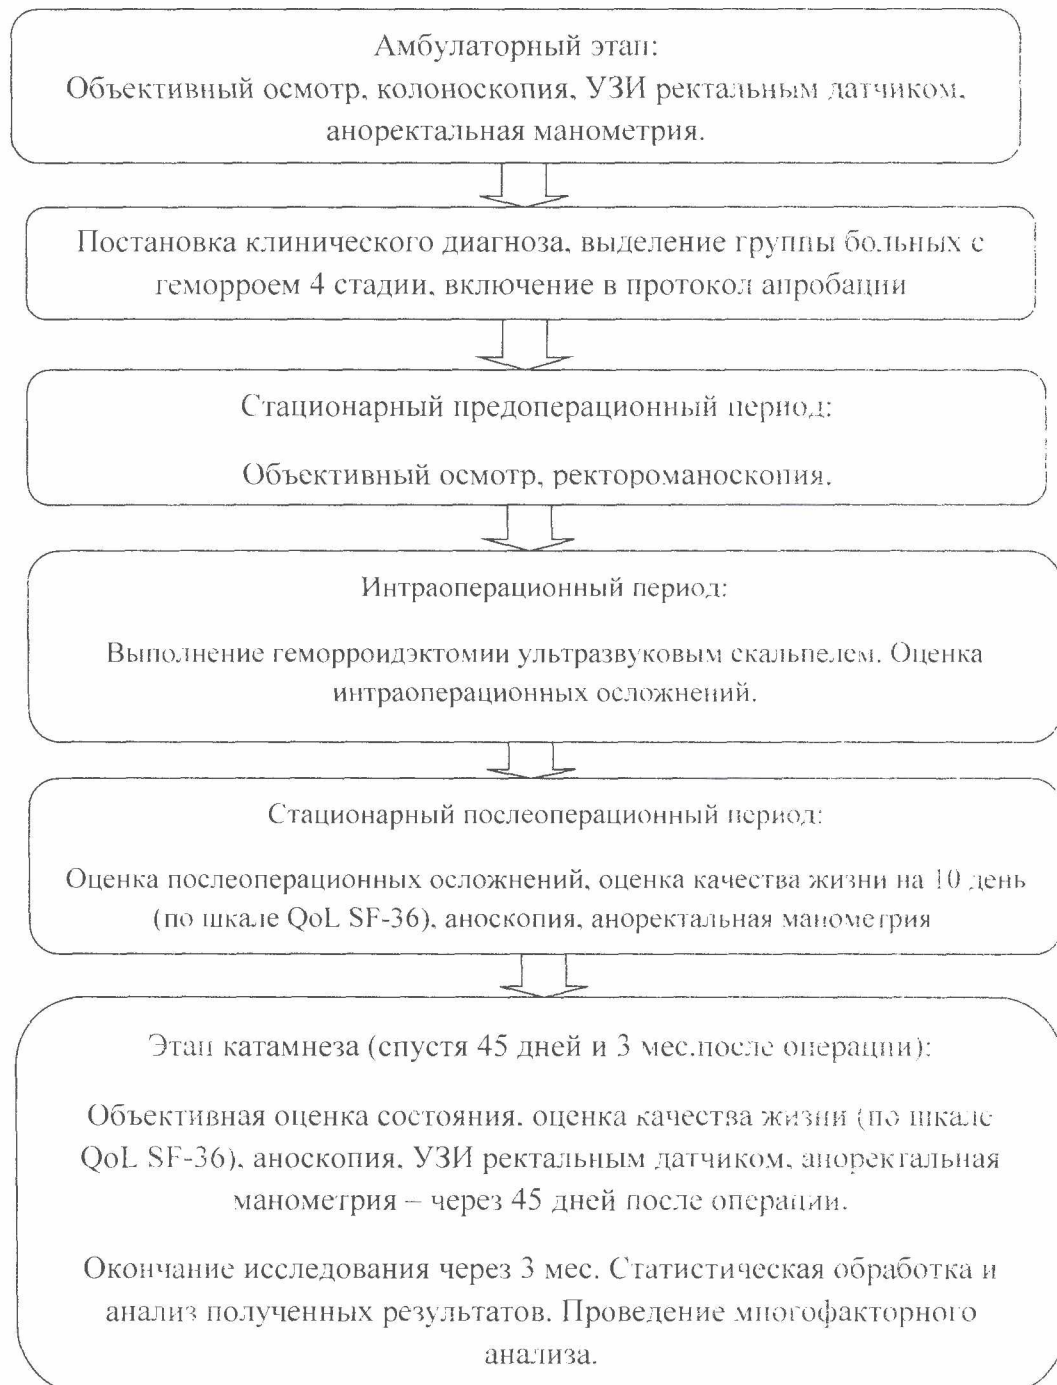 Амбулаторный этап:
Объективный осмотр, колоноскопия, УЗИ ректальным датчиком,
аноректальная манометрия.
Постановка клинического диагноза, выделение группы больных с
геморроем 4 стадии, включение в протокол апробации
Стационарный предоперационный период:
Объективный осмотр, ректороманоскопия.
Интраоперационный период:
Выполнение геморроидэктомии ультразвуковым скальпелем. Оценка
интраоперационных осложнений.
Стационарный послеоперационный период:
Оценка послеоперационных осложнений, оценка качества жизни на 10 день
(по шкале QoL SF-36), аноскопия, аноректальная манометрия
Этап катамнеза (спустя 45 дней и 3 мес.после операции):
Объективная оценка состояния, оценка качества жизни (по шкале
QoL SF-36), аноскопия, УЗИ ректальным датчиком, аноректальная
манометрия – через 45 дней после операции.
Окончание исследования через 3 мес. Статистическая обработка и
анализ полученных результатов. Проведение многофакторного
анализа.